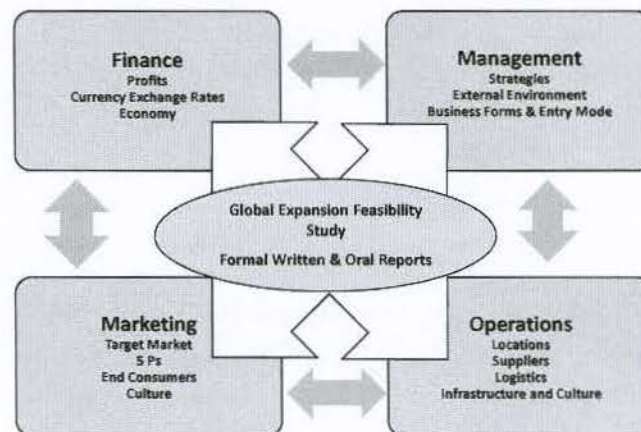 Finance
Profits
Currency Exchange Rates
Economy
Management
Strategies
External Environment
Business Forms & Entry Mode
Global Expansion Feasibility
Study
Formal Written & Oral Reports
Marketing
Target Market
5 Ps
End Consumers
Culture
Operations
Locations
Suppliers
Logistics
Infrastructure and Culture